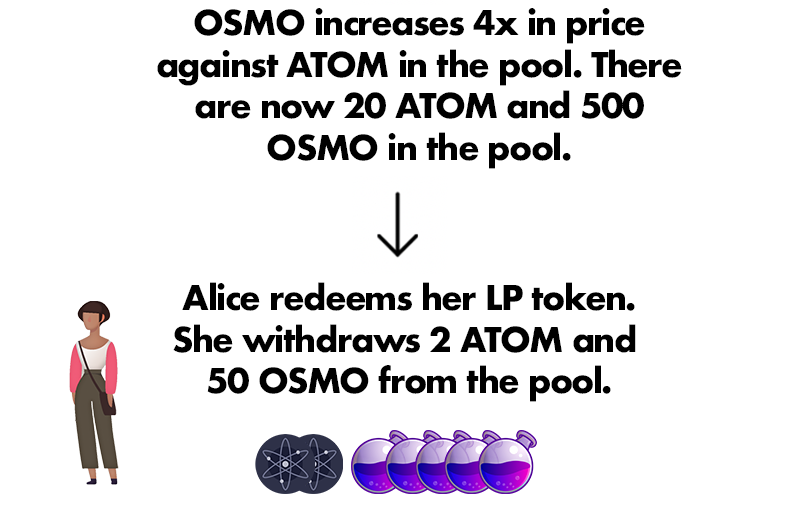 OSMO increases 4x in price
against ATOM in the pool. There
are now 20 ATOM and 500
OSMO in the pool.
Alice redeems her LP token.
She withdraws 2 ATOM and
50 OSMO from the pool.